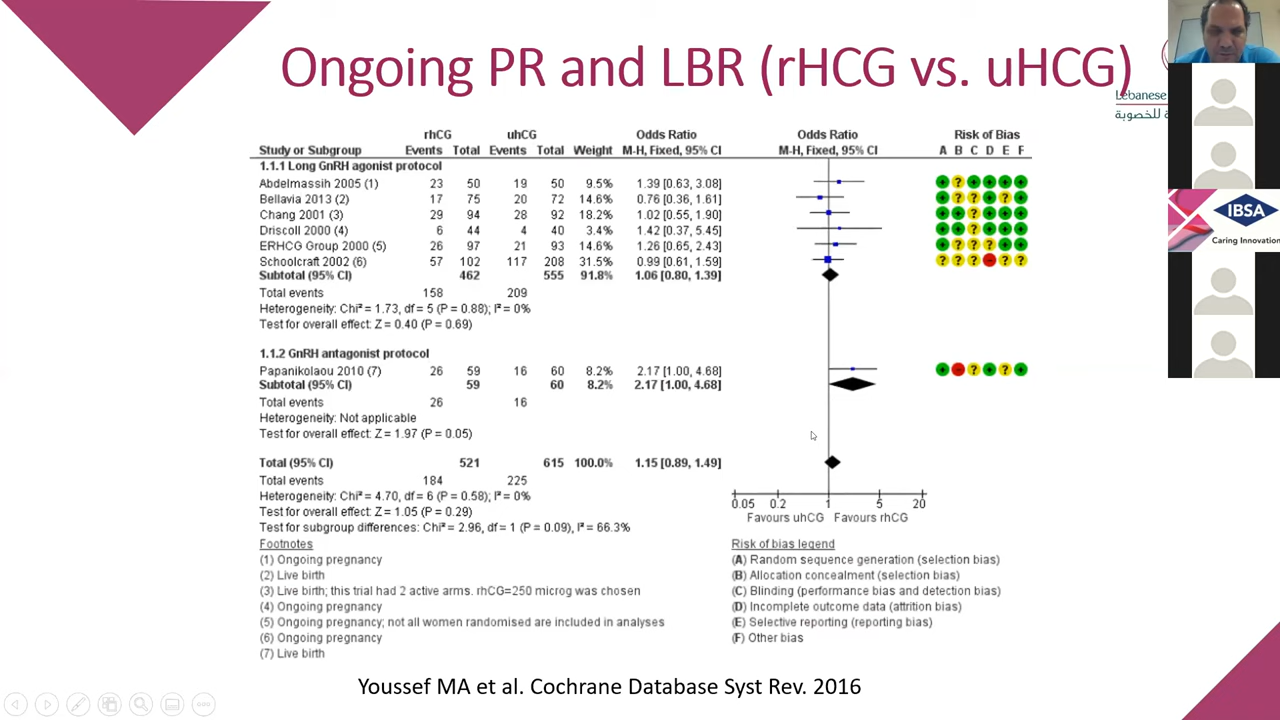 Ongoing PR and LBR (rHCG vs. uHCG)
Lebanese
ة للخصوبة
IBSA
Caring Innovation
rhCG uhCG Odds Ratio Odds Ratio Risk of Bias
Study or Subgroup Events Total Events Total Weight M-H, Fixed, 95% CI M-H, Fixed, 95% CI A B C D E F
1.1.1 Long GnRH agonist protocol
Abdelmassih 2005 (1) 23 50 19 50 9.5% 1.39 [0.63, 3.08] + ? + + + +
Bellavia 2013 (2) 17 75 20 72 14.6% 0.76 [0.36, 1.61] + ? ? + ? +
Chang 2001 (3) 29 94 28 92 18.2% 1.02 [0.55, 1.90] + + ? + + +
Driscoll 2000 (4) 6 44 4 40 3.4% 1.42 [0.37, 5.45] + + ? + + +
ERHCG Group 2000 (5) 26 97 21 93 14.6% 1.26 [0.65, 2.43] + ? ? ? + +
Schoolcraft 2002 (6) 57 102 117 208 31.5% 0.99 [0.61, 1.59] ? ? ? - ? ?
Subtotal (95% CI) 462 555 91.8% 1.06 [0.80, 1.39]
Total events 158 209
Heterogeneity: Chi² = 1.73, df = 5 (P = 0.88); I² = 0%
Test for overall effect: Z = 0.40 (P = 0.69)
1.1.2 GnRH antagonist protocol
Papanikolaou 2010 (7) 26 59 16 60 8.2% 2.17 [1.00, 4.68] + - ? + ? +
Subtotal (95% CI) 59 60 8.2% 2.17 [1.00, 4.68]
Total events 26 16
Heterogeneity: Not applicable
Test for overall effect: Z = 1.97 (P = 0.05)
Total (95% CI) 521 615 100.0% 1.15 [0.89, 1.49]
Total events 184 225
Heterogeneity: Chi² = 4.70, df = 6 (P = 0.58); I² = 0%
Test for overall effect: Z = 1.05 (P = 0.29)
Test for subgroup differences: Chi² = 2.96, df = 1 (P = 0.09), I² = 66.3%
0.05 0.2 1 5 20
Favours uhCG Favours rhCG
Footnotes
(1) Ongoing pregnancy
(2) Live birth
(3) Live birth; this trial had 2 active arms. rhCG=250 microg was chosen
(4) Ongoing pregnancy
(5) Ongoing pregnancy; not all women randomised are included in analyses
(6) Ongoing pregnancy
(7) Live birth
Risk of bias legend
(A) Random sequence generation (selection bias)
(B) Allocation concealment (selection bias)
(C) Blinding (performance bias and detection bias)
(D) Incomplete outcome data (attrition bias)
(E) Selective reporting (reporting bias)
(F) Other bias
Youssef MA et al. Cochrane Database Syst Rev. 2016